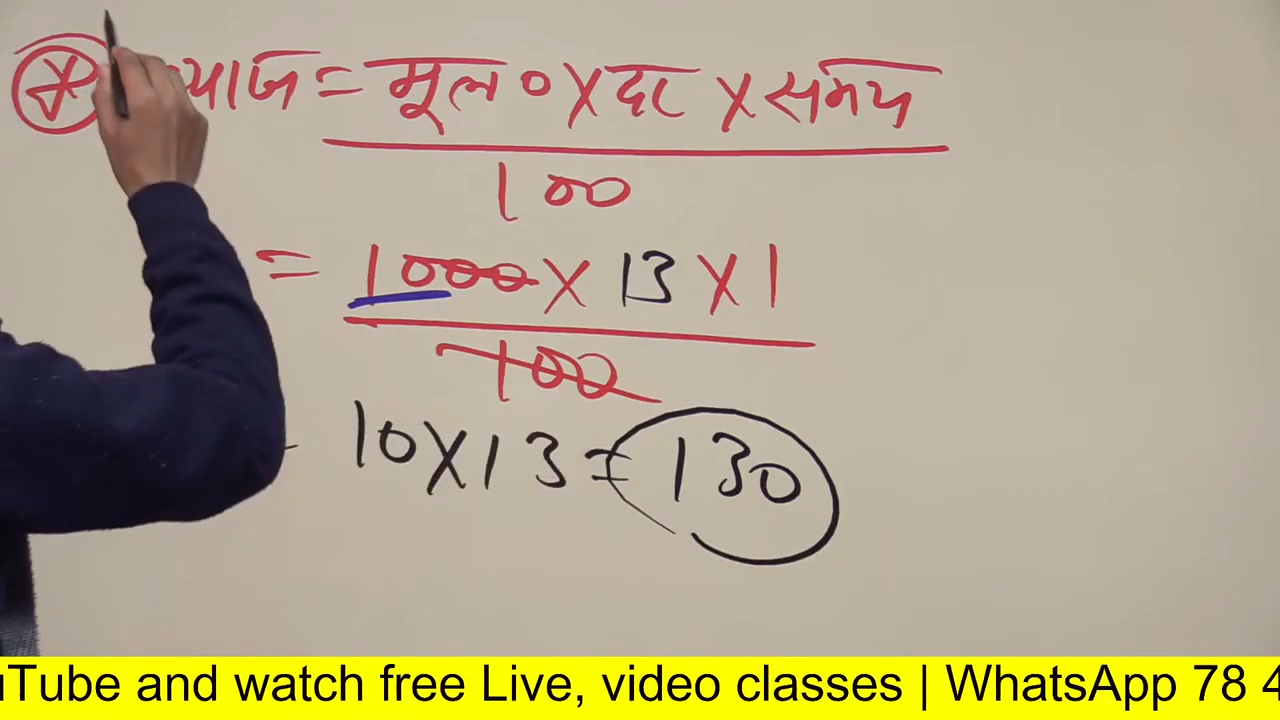 ब्याज = मूल० X दर X समय
100
= 1000 X 13 X 1
100
10 X 13 = 130
uTube and watch free Live, video classes | WhatsApp 78 4